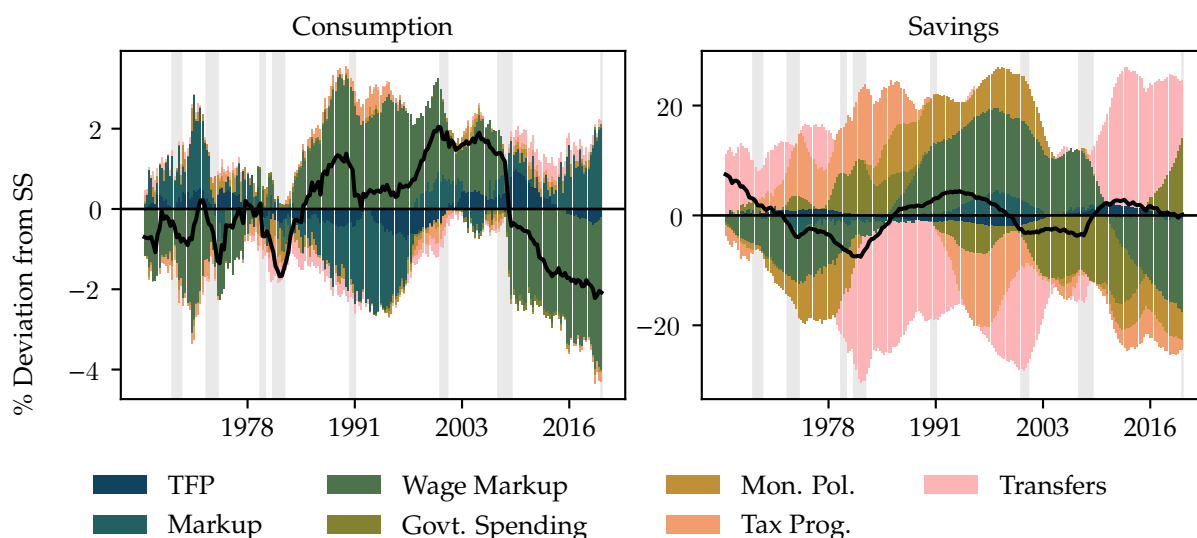 Consumption
Savings
% Deviation from SS
2
0
−2
−4
1978
1991
2003
2016
20
0
−20
1978
1991
2003
2016
TFP
Wage Markup
Mon. Pol.
Transfers
Markup
Govt. Spending
Tax Prog.